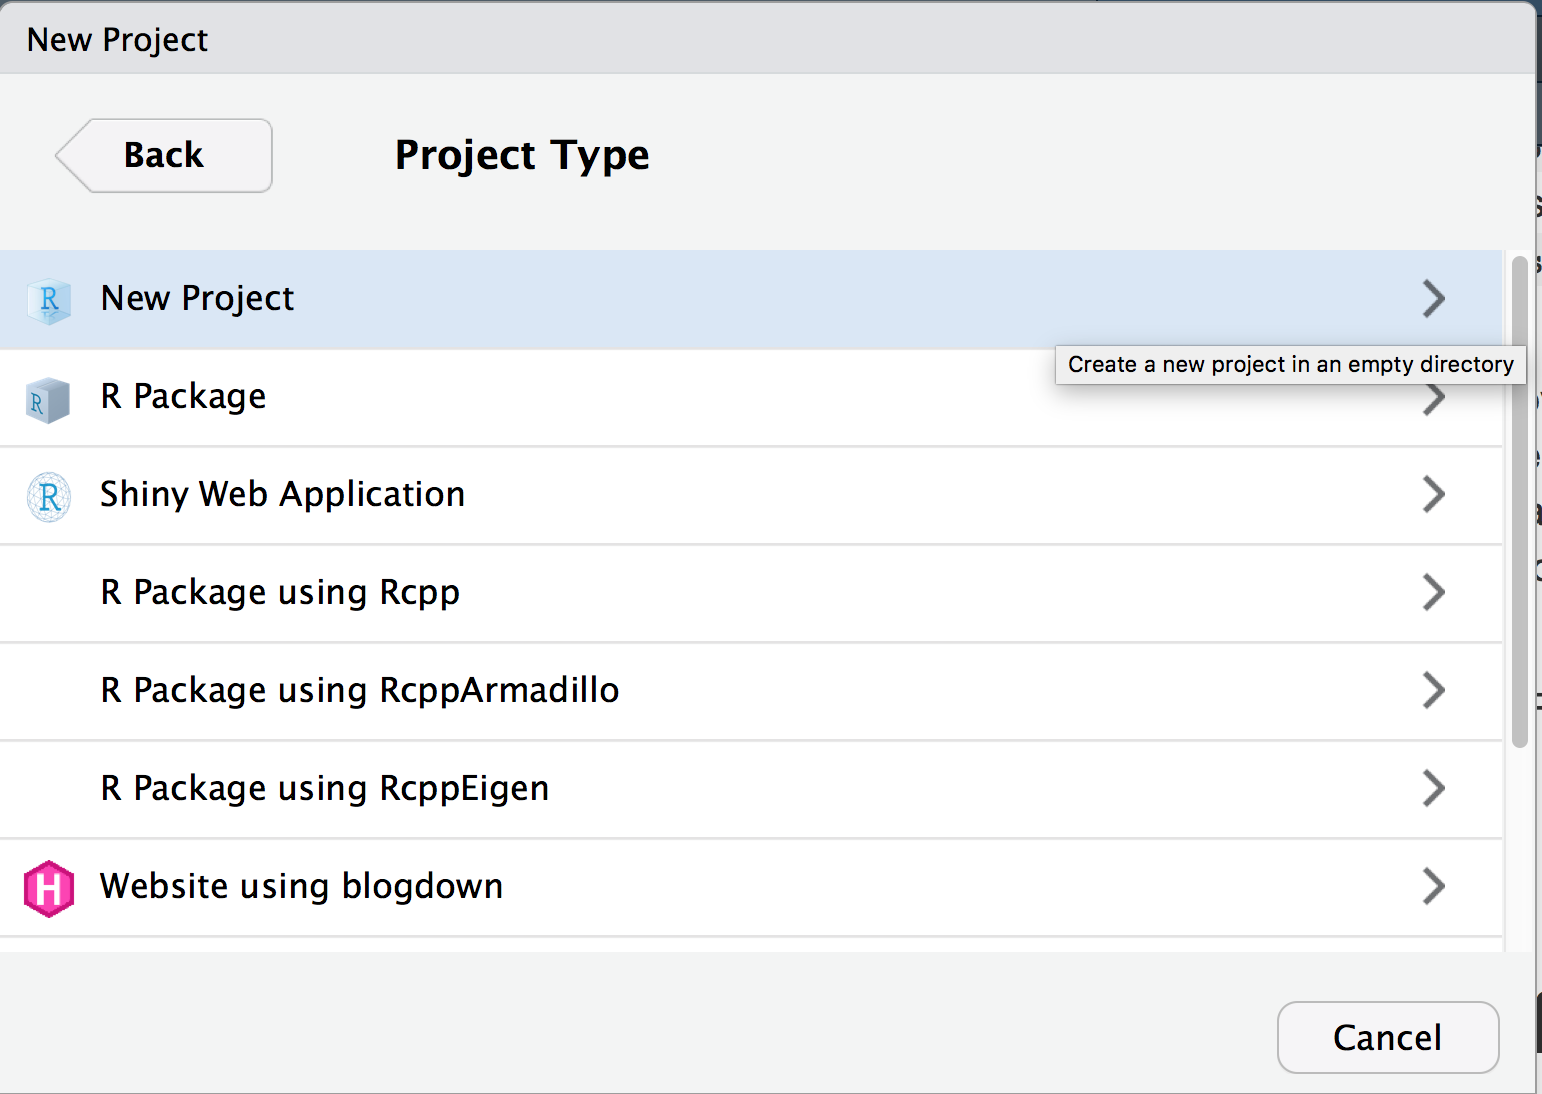 New Project
Back
Project Type
New Project
Create a new project in an empty directory
R Package
Shiny Web Application
R Package using Rcpp
R Package using RcppArmadillo
R Package using RcppEigen
Website using blogdown
Cancel